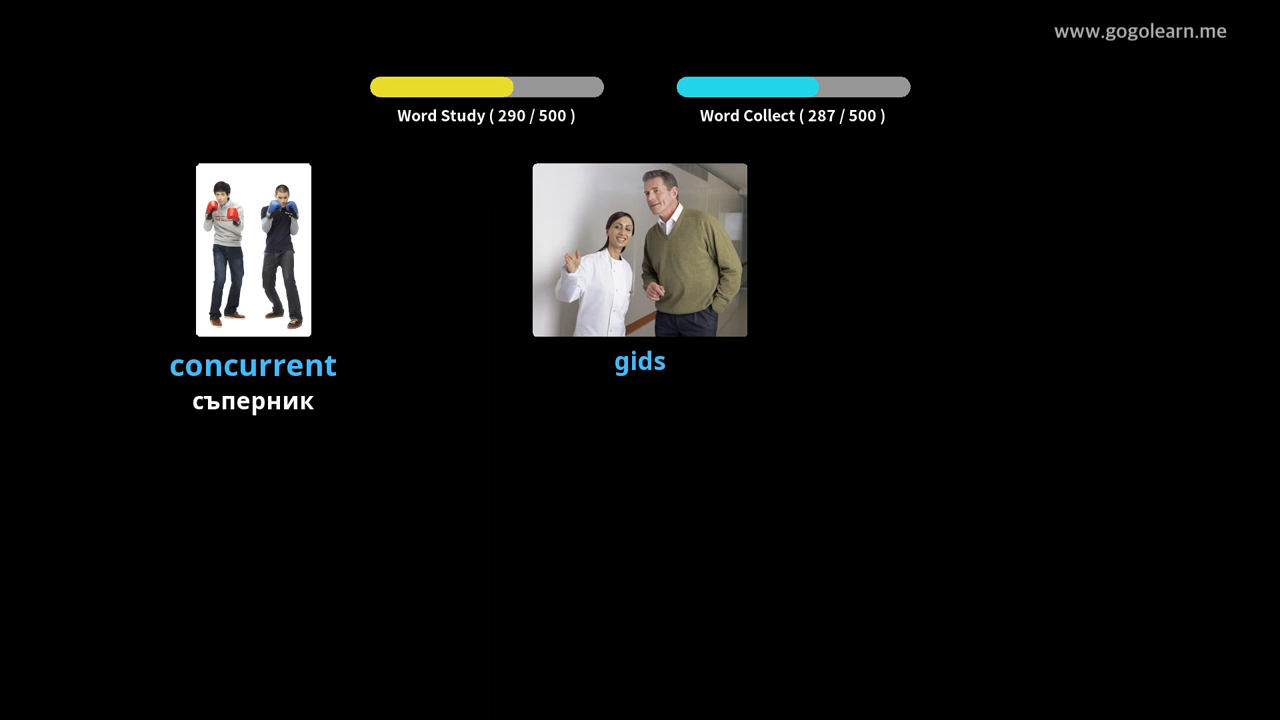 www.gogolearn.me
Word Study ( 290 / 500 )
Word Collect ( 287 / 500 )
concurrent
съперник
gids